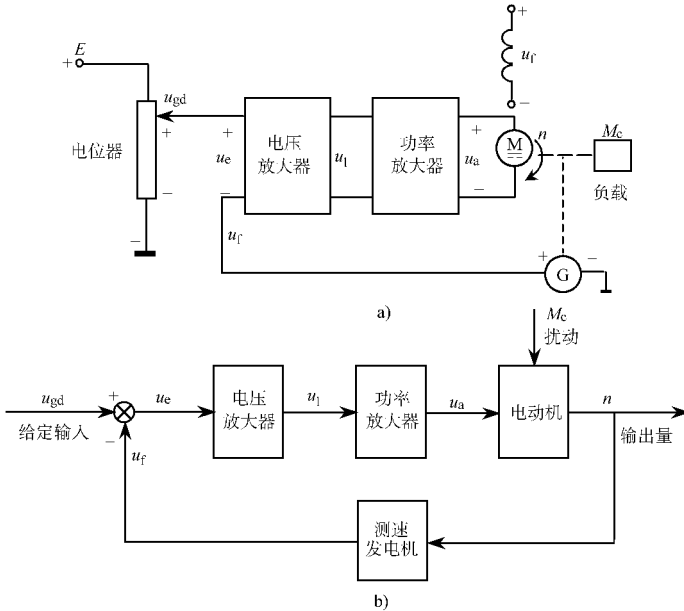 E
+
+
u_gd
u_f
−
电位器
+
−
−
+
u_e
−
电压
放大器
u_1
功率
放大器
+
u_a
−
M
n
M_c
负载
u_f
+
G
−
a)
M_c
扰动
u_gd
给定输入
+
−
u_e
u_f
电压
放大器
u_1
功率
放大器
u_a
电动机
n
输出量
测速
发电机
b)